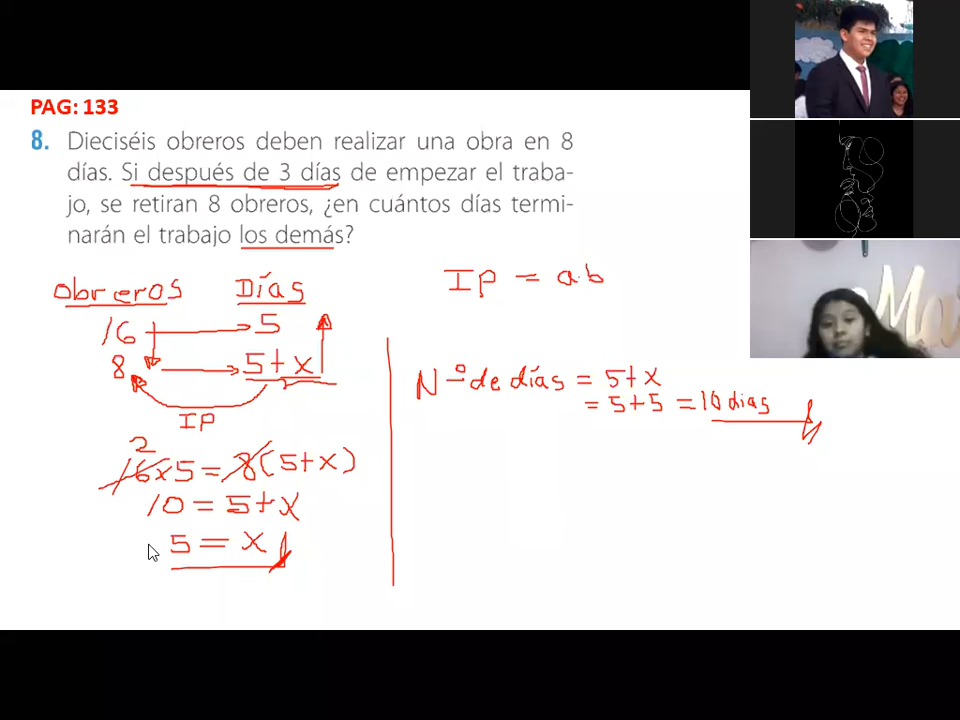 PAG: 133
8. Dieciséis obreros deben realizar una obra en 8
días. Si después de 3 días de empezar el traba-
jo, se retiran 8 obreros, ¿en cuántos días termi-
narán el trabajo los demás?
Obreros Días
16 5
8 5+x
IP
2
16x5 = 8(5+x)
10 = 5+x
5 = x
IP = a.b
N° de días = 5+x
= 5+5 = 10 dias
Ma